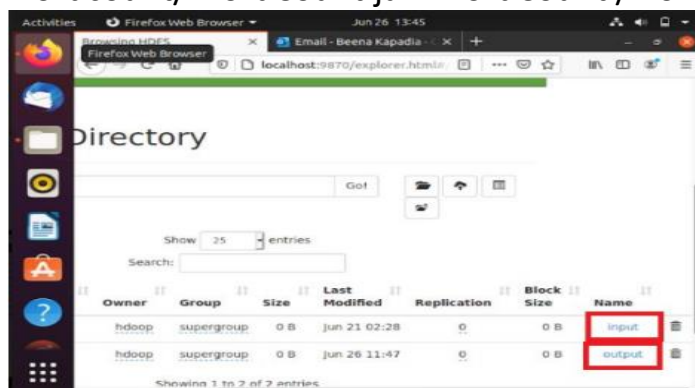 Activities Firefox Web Browser Jun 26 13:45
Browsing HDFS Email - Beena Kapadia -
Firefox Web Browser
localhost:9870/explorer.html#
Directory
Go!
Show 25 entries
Search:
Owner Group Size Last Modified Replication Block Size Name
hdoop supergroup 0 B Jun 21 02:28 0 0 B input
hdoop supergroup 0 B Jun 26 11:47 0 0 B output
Showing 1 to 2 of 2 entries